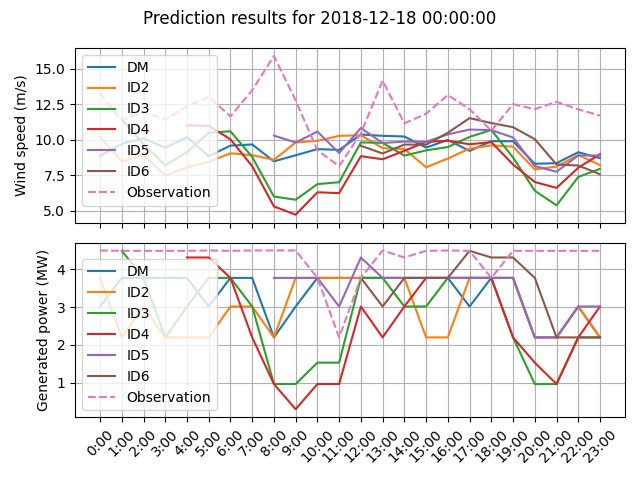 Prediction results for 2018-12-18 00:00:00
Wind speed (m/s)
15.0
12.5
10.0
7.5
5.0
DM
ID2
ID3
ID4
ID5
ID6
Observation
Generated power (MW)
4
3
2
1
DM
ID2
ID3
ID4
ID5
ID6
Observation
0:00
1:00
2:00
3:00
4:00
5:00
6:00
7:00
8:00
9:00
10:00
11:00
12:00
13:00
14:00
15:00
16:00
17:00
18:00
19:00
20:00
21:00
22:00
23:00